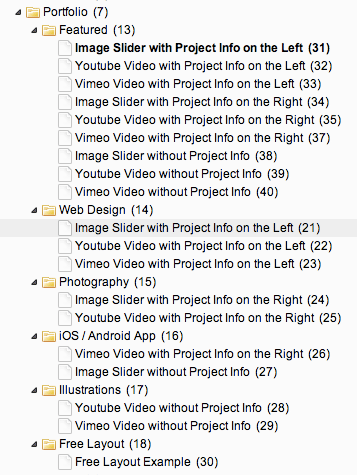 Portfolio (7)
Featured (13)
Image Slider with Project Info on the Left (31)
Youtube Video with Project Info on the Left (32)
Vimeo Video with Project Info on the Left (33)
Image Slider with Project Info on the Right (34)
Youtube Video with Project Info on the Right (35)
Vimeo Video with Project Info on the Right (37)
Image Slider without Project Info (38)
Youtube Video without Project Info (39)
Vimeo Video without Project Info (40)
Web Design (14)
Image Slider with Project Info on the Left (21)
Youtube Video with Project Info on the Left (22)
Vimeo Video with Project Info on the Left (23)
Photography (15)
Image Slider with Project Info on the Right (24)
Youtube Video with Project Info on the Right (25)
iOS / Android App (16)
Vimeo Video with Project Info on the Right (26)
Image Slider without Project Info (27)
Illustrations (17)
Youtube Video without Project Info (28)
Vimeo Video without Project Info (29)
Free Layout (18)
Free Layout Example (30)